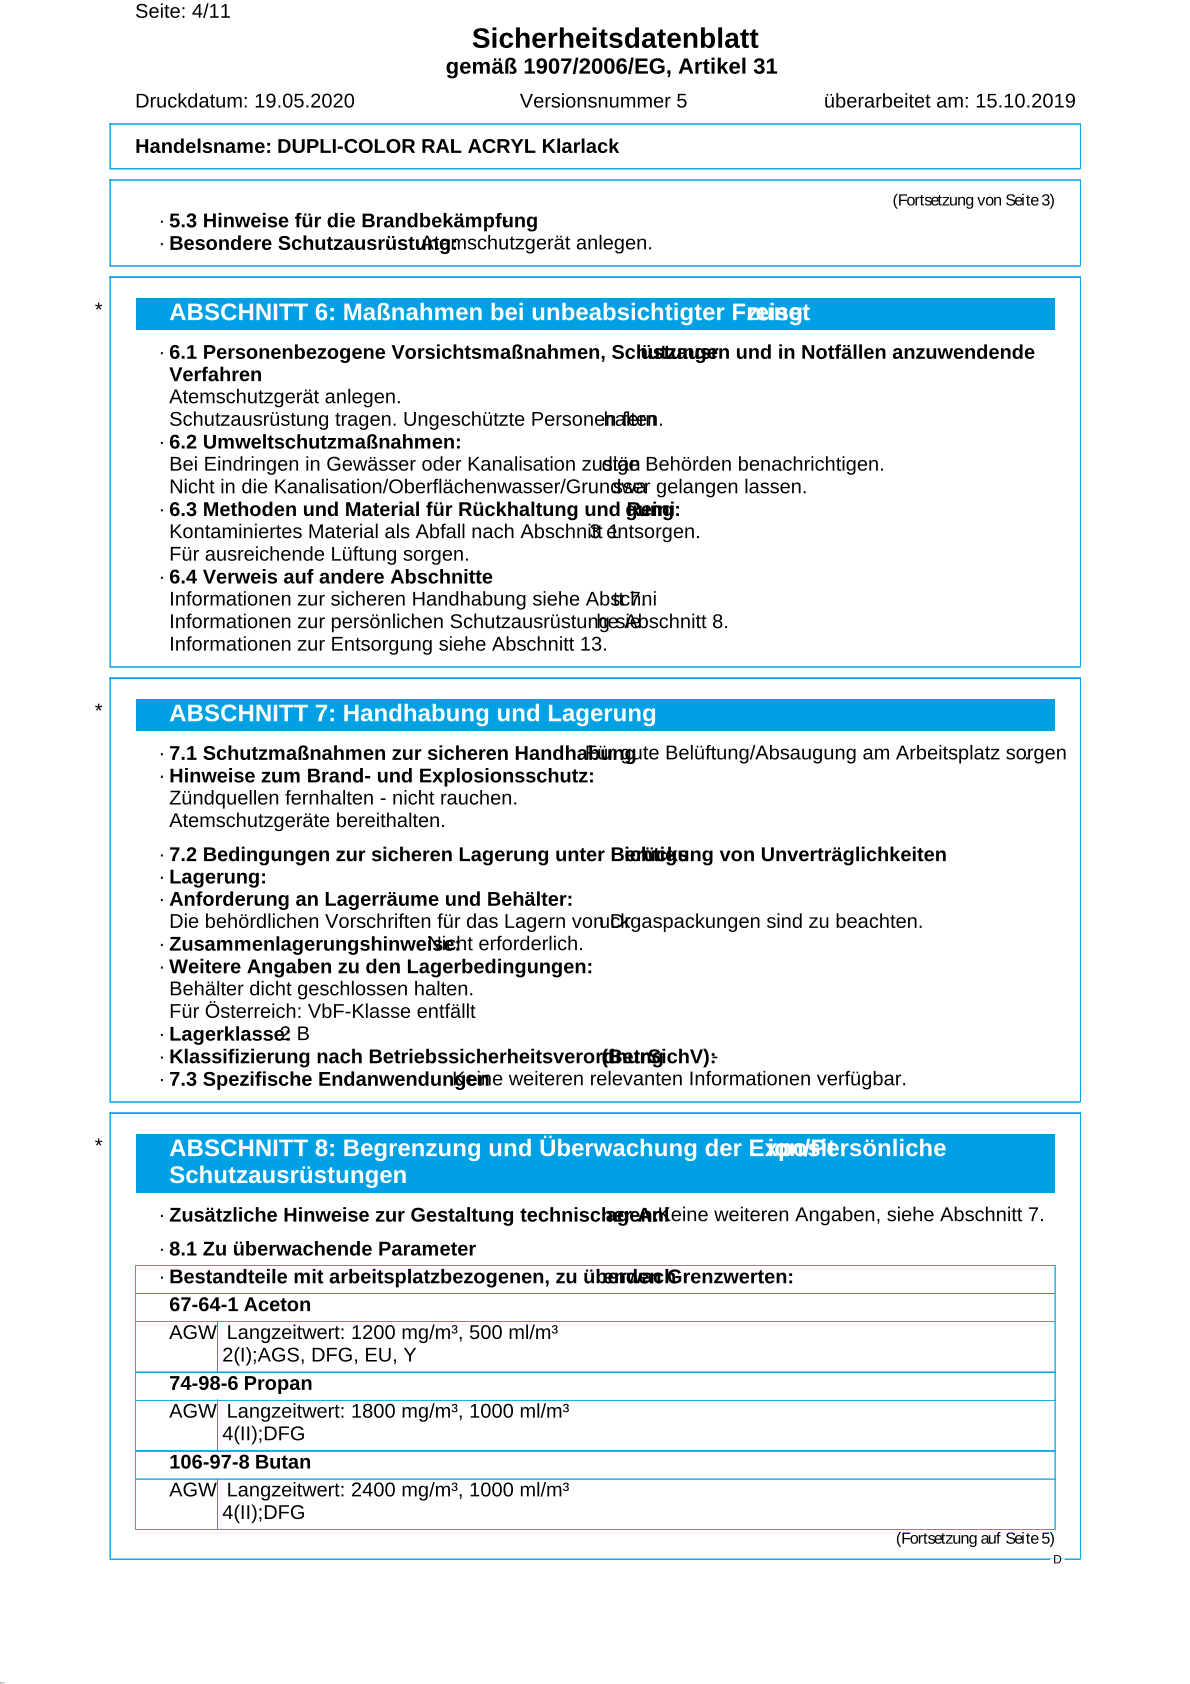 Seite: 4/11
Sicherheitsdatenblatt
gemäß 1907/2006/EG, Artikel 31
Druckdatum: 19.05.2020 Versionsnummer 5 überarbeitet am: 15.10.2019
Handelsname: DUPLI-COLOR RAL ACRYL Klarlack
(Fortsetzung von Seite 3)
· 5.3 Hinweise für die Brandbekämpfung
· Besondere Schutzausrüstung: Atemschutzgerät anlegen.
* ABSCHNITT 6: Maßnahmen bei unbeabsichtigter Freisetzung
· 6.1 Personenbezogene Vorsichtsmaßnahmen, Schutzausrüstungen und in Notfällen anzuwendende
Verfahren
Atemschutzgerät anlegen.
Schutzausrüstung tragen. Ungeschützte Personen fernhalten.
· 6.2 Umweltschutzmaßnahmen:
Bei Eindringen in Gewässer oder Kanalisation zuständige Behörden benachrichtigen.
Nicht in die Kanalisation/Oberflächenwasser/Grundwasser gelangen lassen.
· 6.3 Methoden und Material für Rückhaltung und Reinigung:
Kontaminiertes Material als Abfall nach Abschnitt 13 entsorgen.
Für ausreichende Lüftung sorgen.
· 6.4 Verweis auf andere Abschnitte
Informationen zur sicheren Handhabung siehe Abschnitt 7.
Informationen zur persönlichen Schutzausrüstung siehe Abschnitt 8.
Informationen zur Entsorgung siehe Abschnitt 13.
* ABSCHNITT 7: Handhabung und Lagerung
· 7.1 Schutzmaßnahmen zur sicheren Handhabung Für gute Belüftung/Absaugung am Arbeitsplatz sorgen.
· Hinweise zum Brand- und Explosionsschutz:
Zündquellen fernhalten - nicht rauchen.
Atemschutzgeräte bereithalten.
· 7.2 Bedingungen zur sicheren Lagerung unter Berücksichtigung von Unverträglichkeiten
· Lagerung:
· Anforderung an Lagerräume und Behälter:
Die behördlichen Vorschriften für das Lagern von Druckgaspackungen sind zu beachten.
· Zusammenlagerungshinweise: Nicht erforderlich.
· Weitere Angaben zu den Lagerbedingungen:
Behälter dicht geschlossen halten.
Für Österreich: VbF-Klasse entfällt
· Lagerklasse: 2 B
· Klassifizierung nach Betriebssicherheitsverordnung (BetrSichV): -
· 7.3 Spezifische Endanwendungen Keine weiteren relevanten Informationen verfügbar.
* ABSCHNITT 8: Begrenzung und Überwachung der Exposition/Persönliche
Schutzausrüstungen
· Zusätzliche Hinweise zur Gestaltung technischer Anlagen: Keine weiteren Angaben, siehe Abschnitt 7.
· 8.1 Zu überwachende Parameter
· Bestandteile mit arbeitsplatzbezogenen, zu überwachenden Grenzwerten:
67-64-1 Aceton
AGW Langzeitwert: 1200 mg/m³, 500 ml/m³
2(I);AGS, DFG, EU, Y
74-98-6 Propan
AGW Langzeitwert: 1800 mg/m³, 1000 ml/m³
4(II);DFG
106-97-8 Butan
AGW Langzeitwert: 2400 mg/m³, 1000 ml/m³
4(II);DFG
(Fortsetzung auf Seite 5)
D